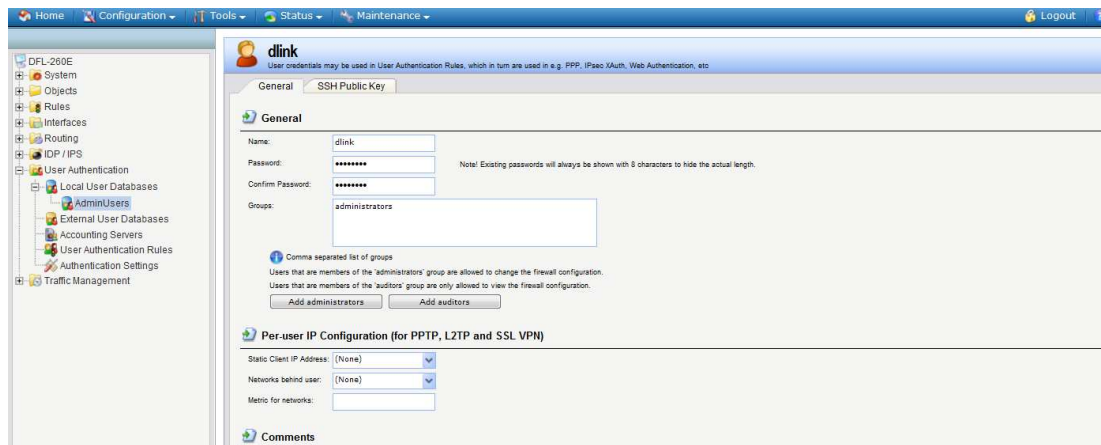 Home Configuration Tools Status Maintenance Logout
DFL-260E
System
Objects
Rules
Interfaces
Routing
IDP / IPS
User Authentication
Local User Databases
AdminUsers
External User Databases
Accounting Servers
User Authentication Rules
Authentication Settings
Traffic Management
dlink
User credentials may be used in User Authentication Rules, which in turn are used in e.g. PPP, IPsec XAuth, Web Authentication, etc
General SSH Public Key
General
Name: dlink
Password: •••••••• Note! Existing passwords will always be shown with 8 characters to hide the actual length.
Confirm Password: ••••••••
Groups: administrators
Comma separated list of groups
Users that are members of the 'administrators' group are allowed to change the firewall configuration.
Users that are members of the 'auditors' group are only allowed to view the firewall configuration.
Add administrators Add auditors
Per-user IP Configuration (for PPTP, L2TP and SSL VPN)
Static Client IP Address: (None)
Networks behind user: (None)
Metric for networks:
Comments